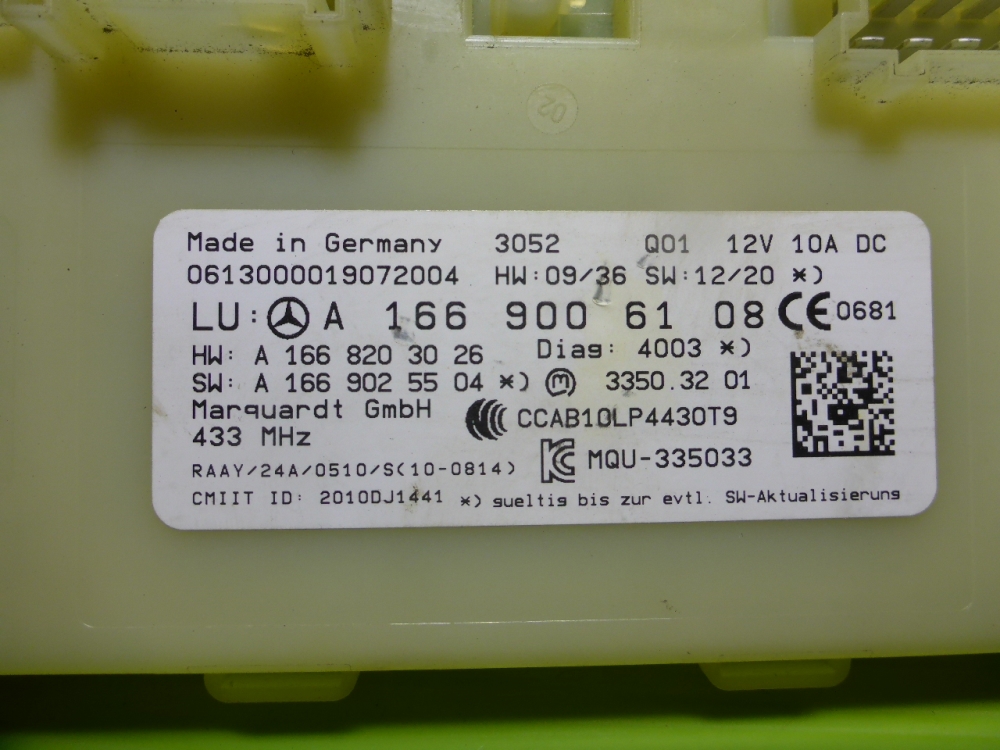 02
Made in Germany 3052 Q01 12V 10A DC
0613000019072004 HW:09/36 SW:12/20 *)
LU: A 166 900 61 08 CE 0681
HW: A 166 820 30 26 Diag: 4003 *)
SW: A 166 902 55 04 *) m 3350.32 01
Marquardt GmbH CCAB10LP4430T9
433 MHz
RAAY/24A/0510/S(10-0814) MQU-335033
CMIIT ID: 2010DJ1441 *) gueltig bis zur evtl. SW-Aktualisierung